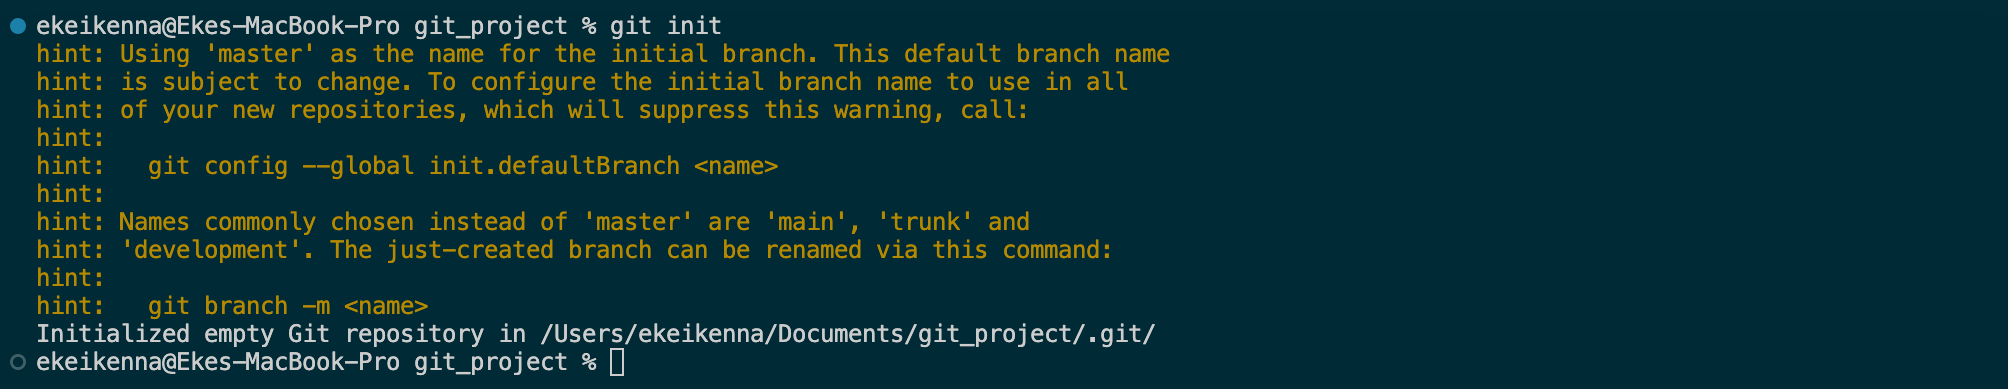 ekeikenna@Ekes-MacBook-Pro git_project % git init
hint: Using 'master' as the name for the initial branch. This default branch name
hint: is subject to change. To configure the initial branch name to use in all
hint: of your new repositories, which will suppress this warning, call:
hint:
hint:   git config --global init.defaultBranch <name>
hint:
hint: Names commonly chosen instead of 'master' are 'main', 'trunk' and
hint: 'development'. The just-created branch can be renamed via this command:
hint:
hint:   git branch -m <name>
Initialized empty Git repository in /Users/ekeikenna/Documents/git_project/.git/
ekeikenna@Ekes-MacBook-Pro git_project %